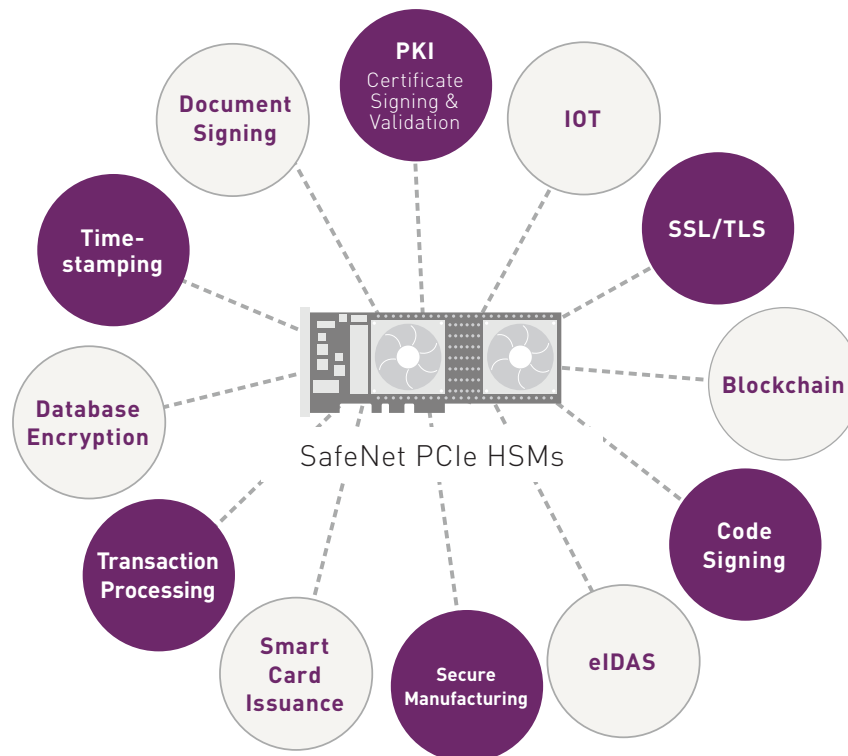 PKI
Certificate
Signing &
Validation
IOT
SSL/TLS
Blockchain
Code
Signing
eIDAS
Secure
Manufacturing
Smart
Card
Issuance
Transaction
Processing
Database
Encryption
Time-
stamping
Document
Signing
SafeNet PCIe HSMs